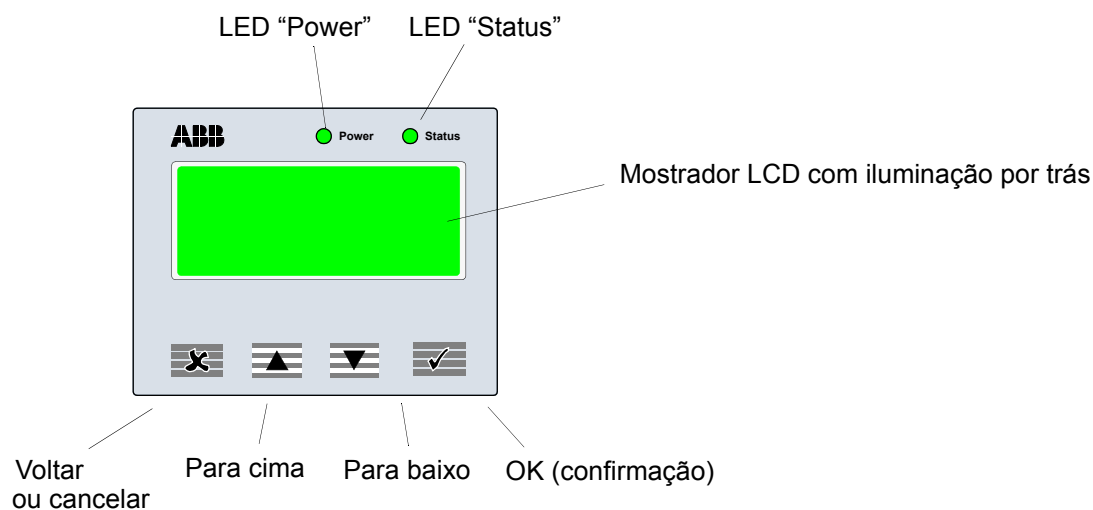 LED “Power” LED “Status”
ABB Power Status
Mostrador LCD com iluminação por trás
Voltar
ou cancelar
Para cima
Para baixo
OK (confirmação)